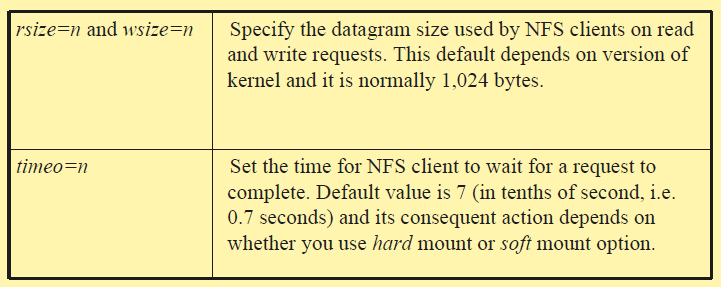 rsize=n and wsize=n
Specify the datagram size used by NFS clients on read
and write requests. This default depends on version of
kernel and it is normally 1,024 bytes.
timeo=n
Set the time for NFS client to wait for a request to
complete. Default value is 7 (in tenths of second, i.e.
0.7 seconds) and its consequent action depends on
whether you use hard mount or soft mount option.